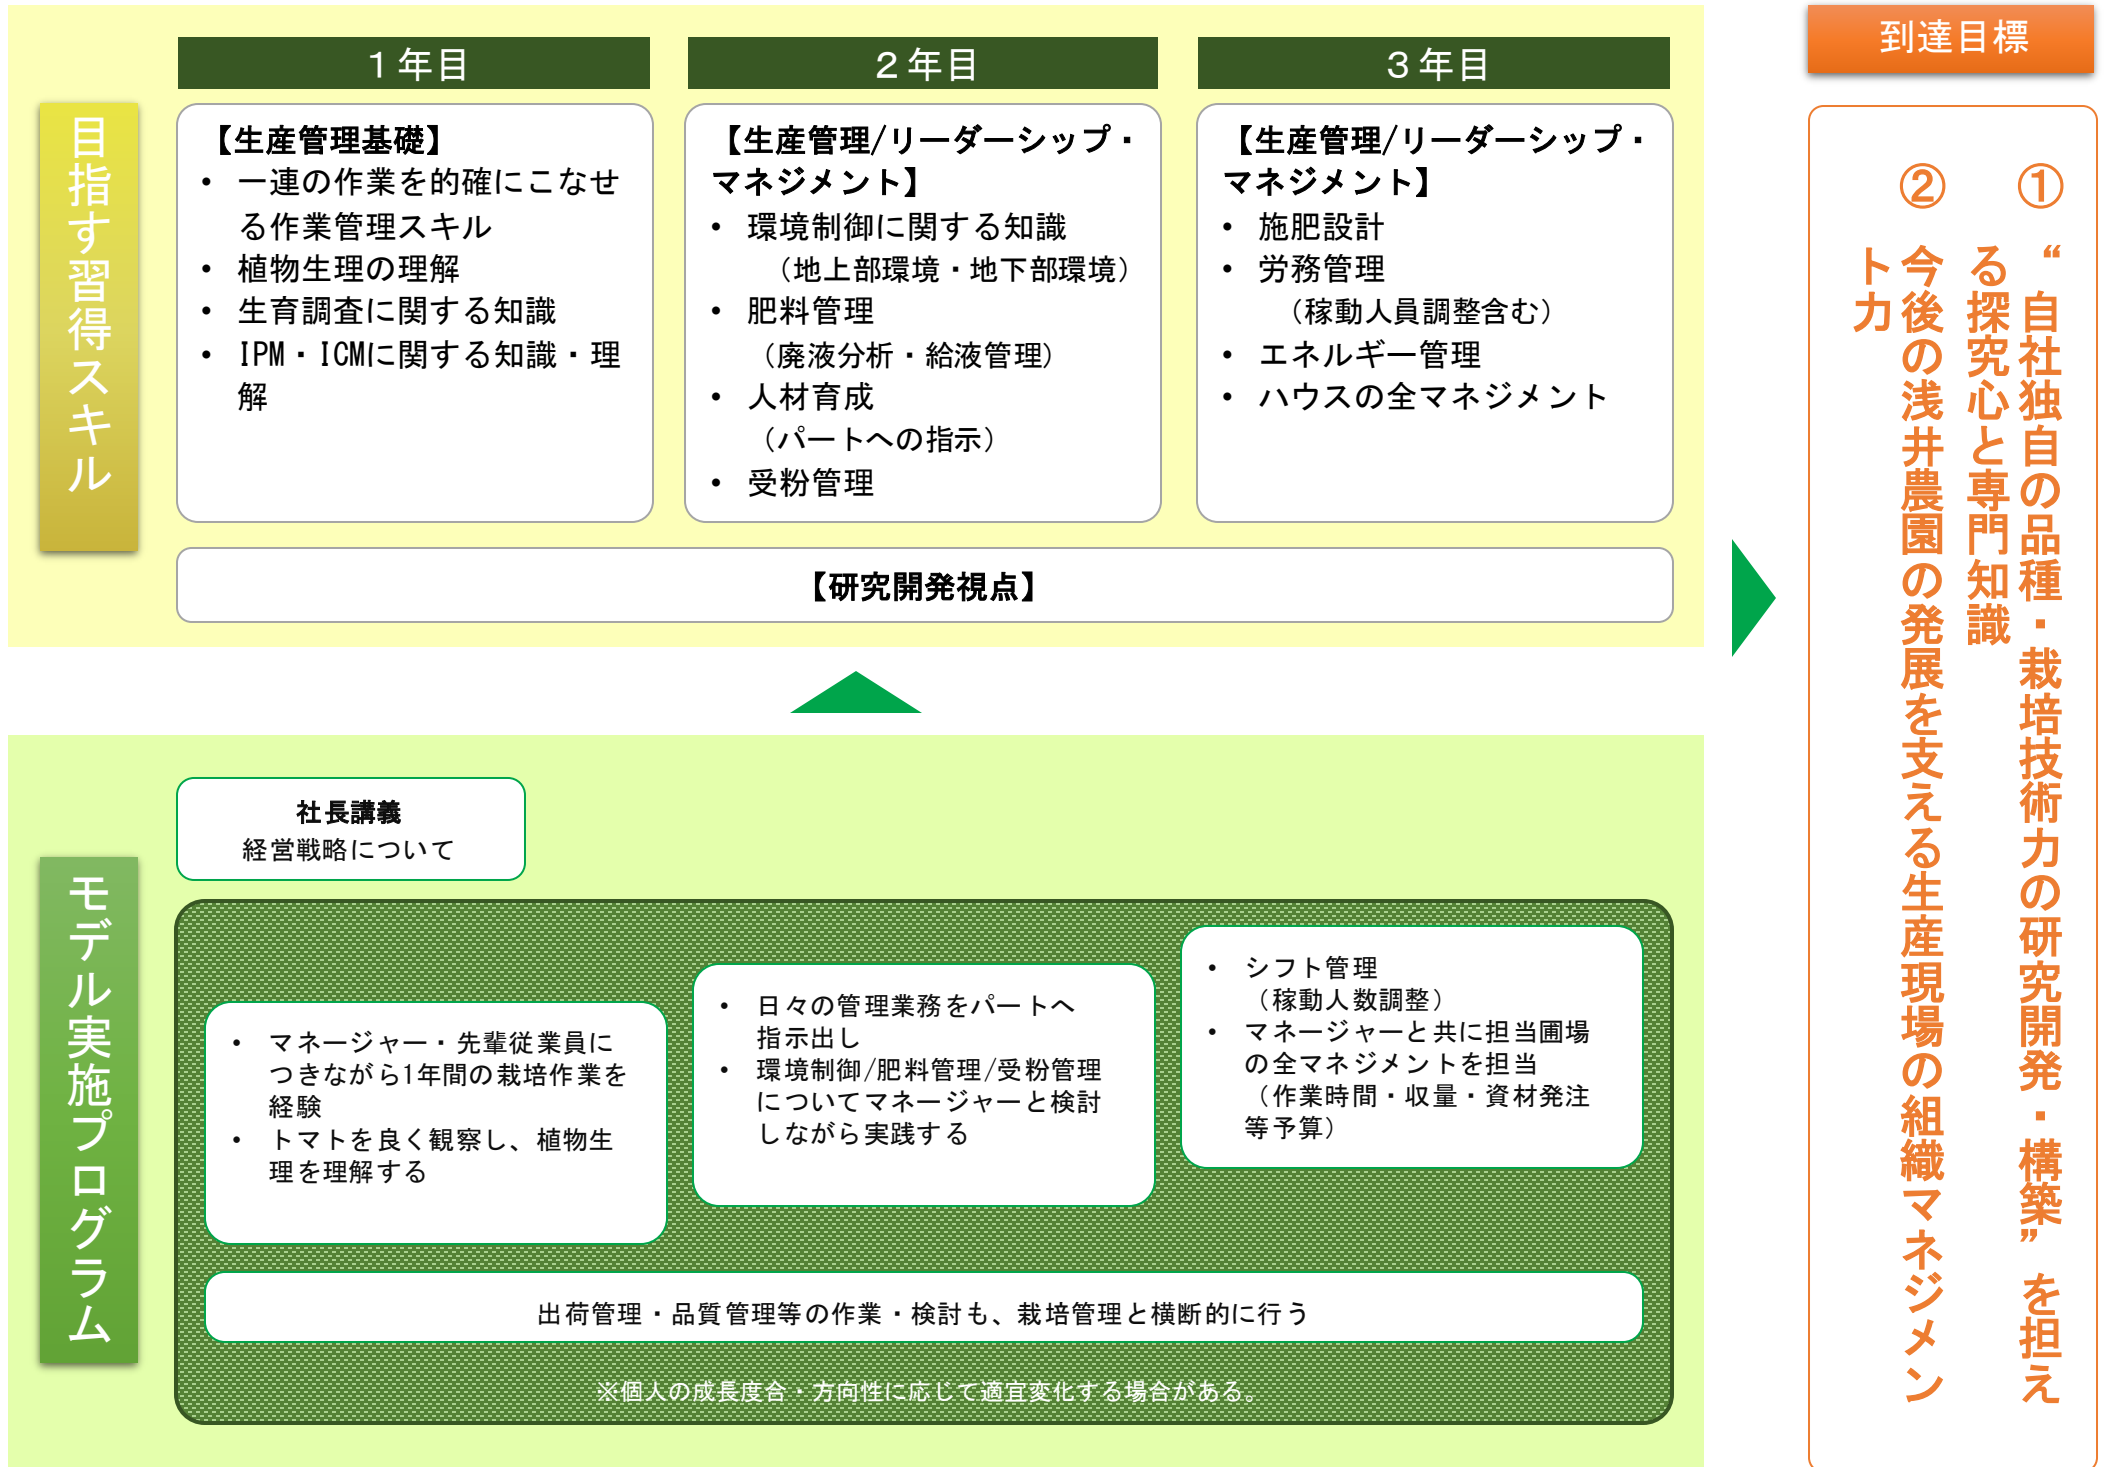 目指す習得スキル
１年目
【生産管理基礎】
• 一連の作業を的確にこなせ
る作業管理スキル
• 植物生理の理解
• 生育調査に関する知識
• IPM・ICMに関する知識・理
解
２年目
【生産管理/リーダーシップ・
マネジメント】
• 環境制御に関する知識
（地上部環境・地下部環境）
• 肥料管理
（廃液分析・給液管理）
• 人材育成
（パートへの指示）
• 受粉管理
３年目
【生産管理/リーダーシップ・
マネジメント】
• 施肥設計
• 労務管理
（稼動人員調整含む）
• エネルギー管理
• ハウスの全マネジメント
【研究開発視点】
モデル実施プログラム
社長講義
経営戦略について
• マネージャー・先輩従業員に
つきながら1年間の栽培作業を
経験
• トマトを良く観察し、植物生
理を理解する
• 日々の管理業務をパートへ
指示出し
• 環境制御/肥料管理/受粉管理
についてマネージャーと検討
しながら実践する
• シフト管理
（稼動人数調整）
• マネージャーと共に担当圃場
の全マネジメントを担当
（作業時間・収量・資材発注
等予算）
出荷管理・品質管理等の作業・検討も、栽培管理と横断的に行う
※個人の成長度合・方向性に応じて適宜変化する場合がある。
到達目標
① “自社独自の品種・栽培技術力の研究開発・構築”を担え
る探究心と専門知識
② 今後の浅井農園の発展を支える生産現場の組織マネジメン
ト力